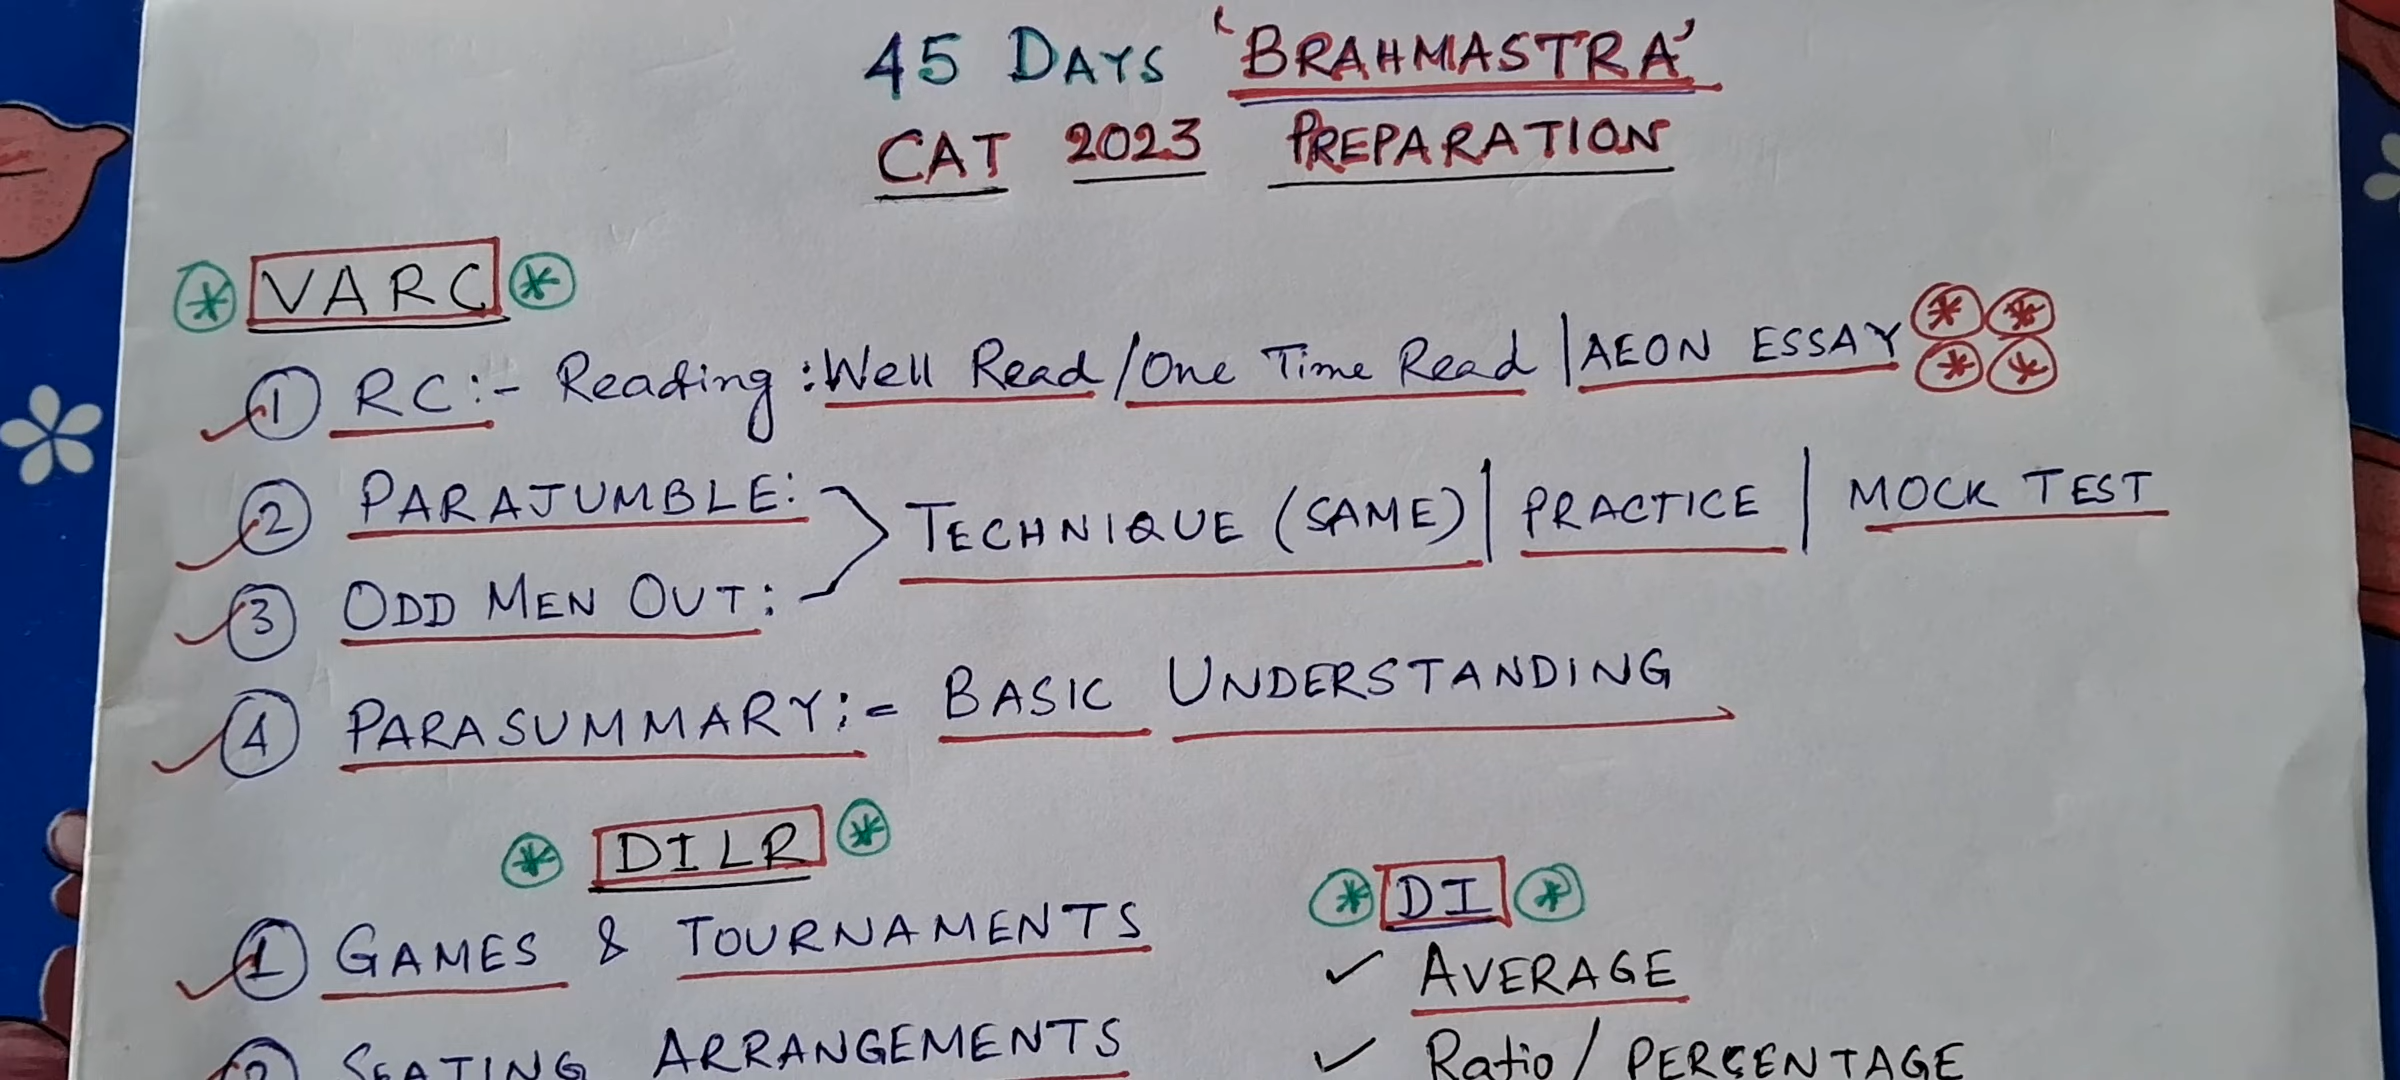 45 DAYS 'BRAHMASTRA'
CAT 2023 PREPARATION
* VARC *
1 RC:- Reading: Well Read/One Time Read | AEON ESSAY * * * *
2 PARAJUMBLE:
TECHNIQUE (SAME) | PRACTICE | MOCK TEST
3 ODD MEN OUT:
4 PARASUMMARY:- BASIC UNDERSTANDING
* DILR *
1 GAMES & TOURNAMENTS
2 SEATING ARRANGEMENTS
* DI *
✓ AVERAGE
✓ Ratio/PERCENTAGE